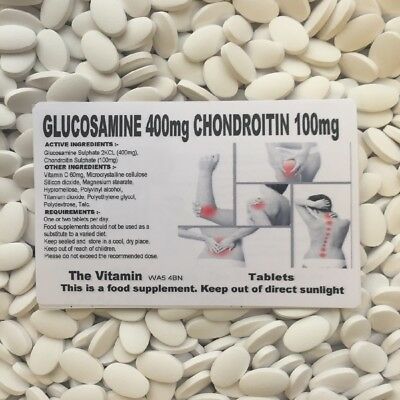 GLUCOSAMINE 400mg CHONDROITIN 100mg
ACTIVE INGREDIENTS :-
Glucosamine Sulphate 2KCL (400mg),
Chondroitin Sulphate (100mg)
OTHER INGREDIENTS :-
Vitamin C 60mg, Microcystalline cellulose
Silicon dioxide, Magnesium stearate,
Hypromellose, Polyvinyl alcohol,
Titanium dioxide, Polyethylene glycol,
Polydextrose, Talc.
REQUIREMENTS :-
One or two tablets per day.
Food supplements should not be used as a
substitute to a varied diet.
Keep sealed and store in a cool, dry place.
Keep out of reach of children.
Please do not exceed the recommended dose.
The Vitamin WA5 4BN Tablets
This is a food supplement. Keep out of direct sunlight